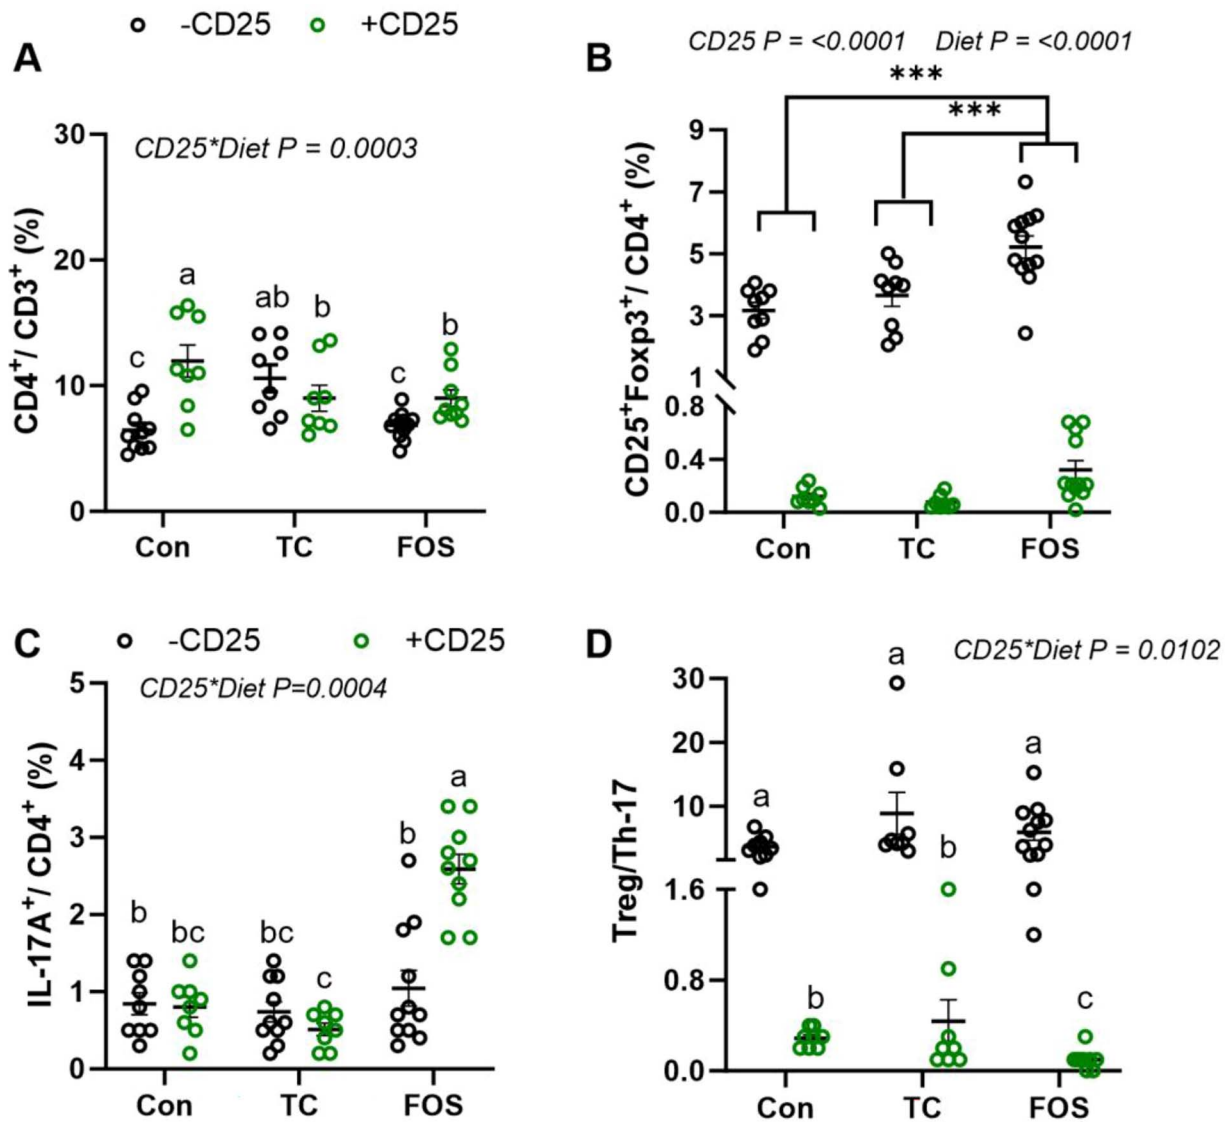 -CD25 +CD25
A
CD25*Diet P = 0.0003
CD4⁺/ CD3⁺ (%)
30
20
10
0
c
a
ab
b
c
b
Con TC FOS
B
CD25 P = <0.0001 Diet P = <0.0001
***
***
CD25⁺Foxp3⁺/ CD4⁺ (%)
9
7
5
3
1
0.8
0.4
0.0
Con TC FOS
C
-CD25 +CD25
CD25*Diet P=0.0004
IL-17A⁺/ CD4⁺ (%)
5
4
3
2
1
0
b
bc
bc
c
b
a
Con TC FOS
D
CD25*Diet P = 0.0102
Treg/Th-17
30
20
10
1.6
0.8
0.0
a
b
a
b
a
c
Con TC FOS